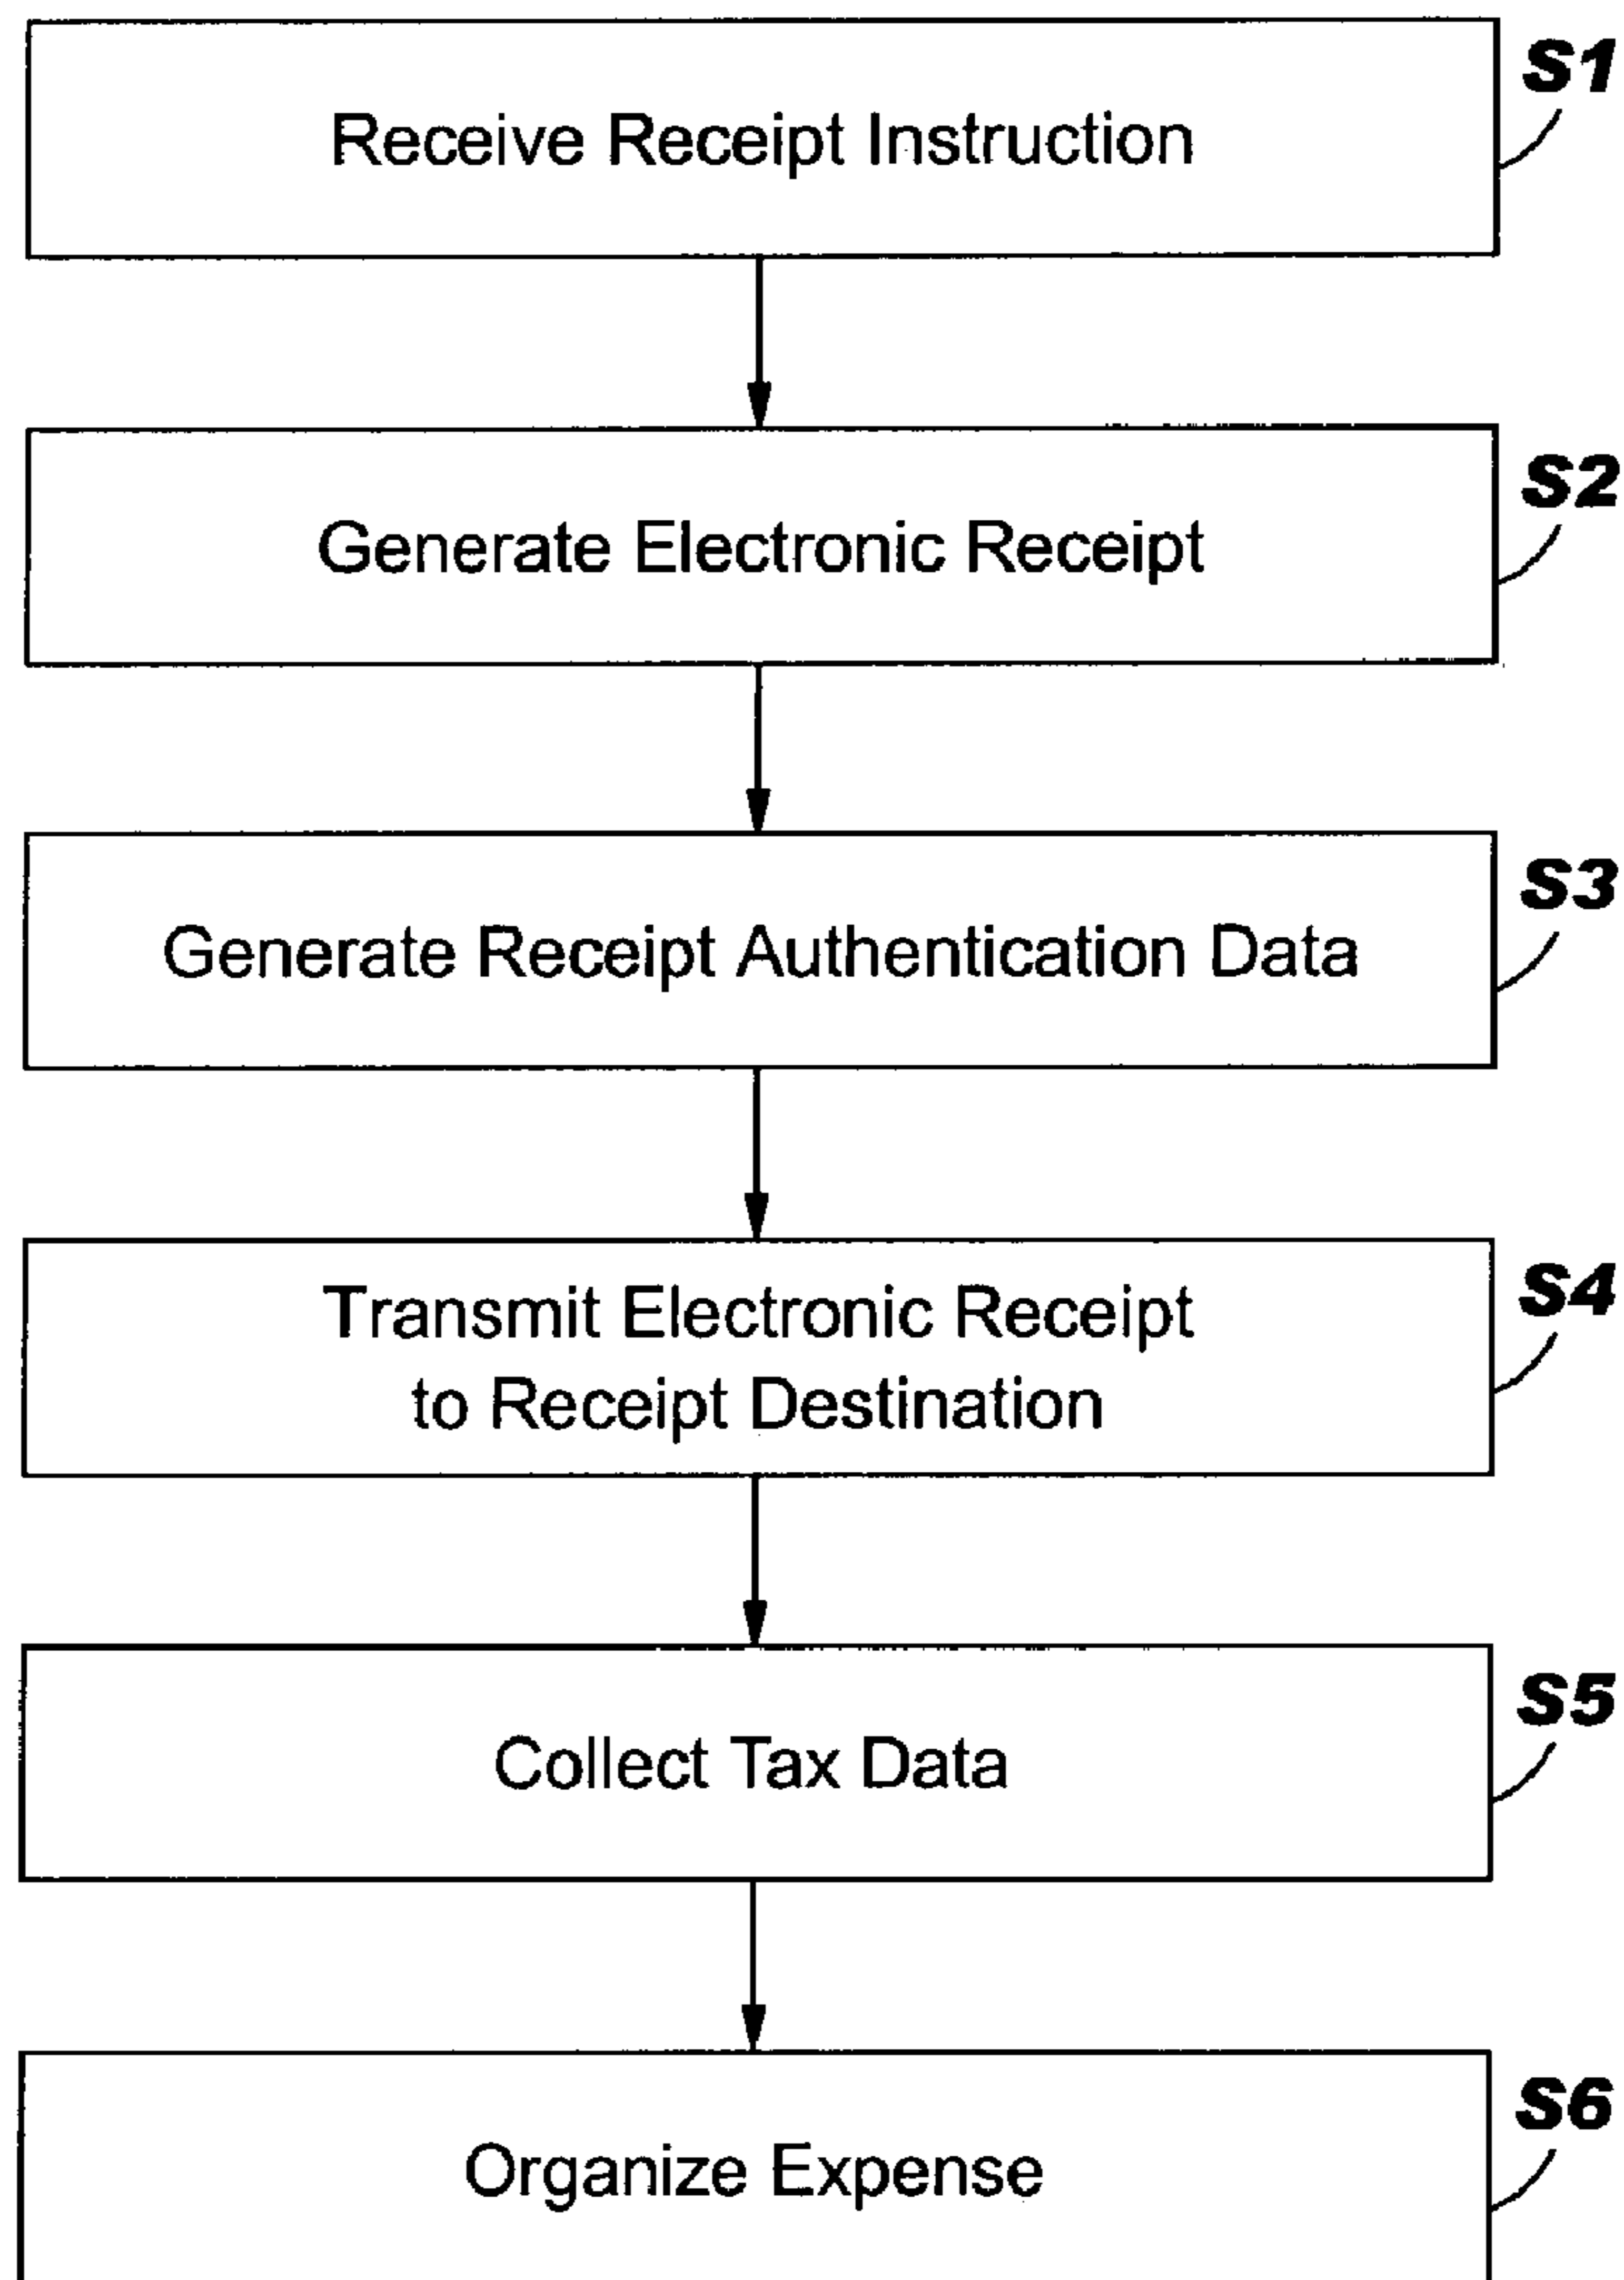 Receive Receipt Instruction
S1
Generate Electronic Receipt
S2
Generate Receipt Authentication Data
S3
Transmit Electronic Receipt
to Receipt Destination
S4
Collect Tax Data
S5
Organize Expense
S6